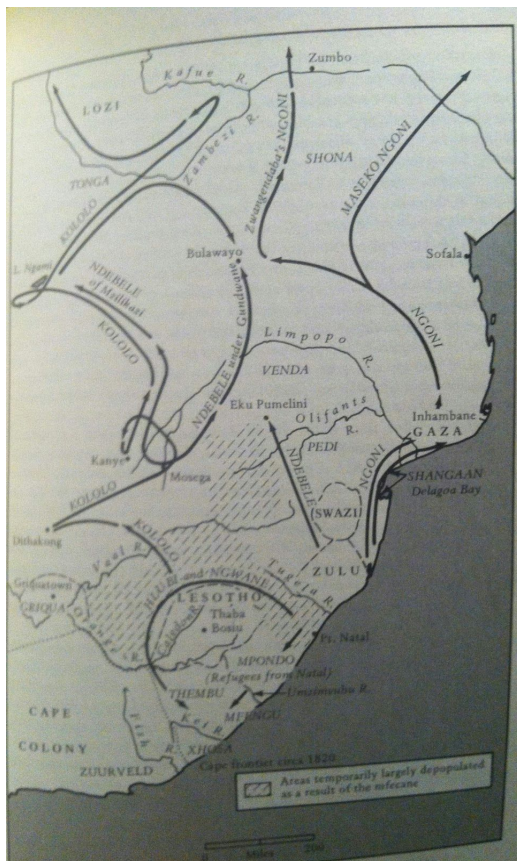 Kafue R.
Zumbo
LOZI
Zambezi R.
Zwangendaba's NGONI
SHONA
MASEKO NGONI
TONGA
KOLOLO
Bulawayo
Sofala
L. Ngami
NDEBELE
of Mzilikazi
KOLOLO
NDEBELE under Gundwane
NGONI
Limpopo R.
VENDA
Eku Pumelini
Olifants R.
PEDI
Inhambane
GAZA
NGONI
Kanye
Mosega
SHANGAAN
Delagoa Bay
KOLOLO
NDEBELE
(SWAZI)
Dithakong
KOLOLO
ZULU
Vaal R.
HLUBI and NGWANE
Tugela R.
Griquatown
GRIQUA
LESOTHO
Orange R.
Caledon R.
Thaba
Bosiu
Pt. Natal
MPONDO
(Refugees from Natal)
THEMBU
Umzimvubu R.
CAPE
COLONY
Kei R.
MFENGU
Fish R.
XHOSA
ZUURVELD
Cape frontier circa 1820
Areas temporarily largely depopulated
as a result of the mfecane
0 200
Miles